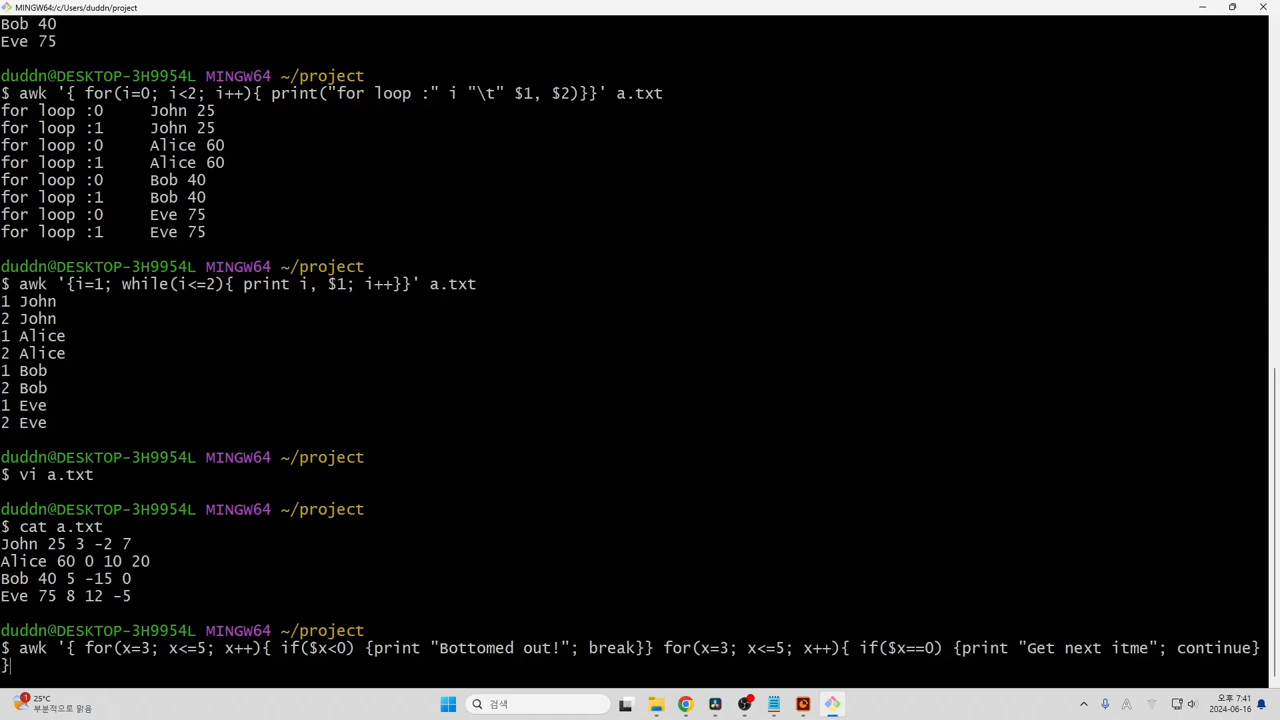 MINGW64:/c/Users/duddn/project
Bob 40
Eve 75
duddn@DESKTOP-3H9954L MINGW64 ~/project
$ awk '{ for(i=0; i<2; i++){ print("for loop :" i "\t" $1, $2)}}' a.txt
for loop :0     John 25
for loop :1     John 25
for loop :0     Alice 60
for loop :1     Alice 60
for loop :0     Bob 40
for loop :1     Bob 40
for loop :0     Eve 75
for loop :1     Eve 75
duddn@DESKTOP-3H9954L MINGW64 ~/project
$ awk '{i=1; while(i<=2){ print i, $1; i++}}' a.txt
1 John
2 John
1 Alice
2 Alice
1 Bob
2 Bob
1 Eve
2 Eve
duddn@DESKTOP-3H9954L MINGW64 ~/project
$ vi a.txt
duddn@DESKTOP-3H9954L MINGW64 ~/project
$ cat a.txt
John 25 3 -2 7
Alice 60 0 10 20
Bob 40 5 -15 0
Eve 75 8 12 -5
duddn@DESKTOP-3H9954L MINGW64 ~/project
$ awk '{ for(x=3; x<=5; x++){ if($x<0) {print "Bottomed out!"; break}} for(x=3; x<=5; x++){ if($x==0) {print "Get next itme"; continue}
}
1
25°C
부분적으로 맑음
검색
A
오후 7:41
2024-06-16